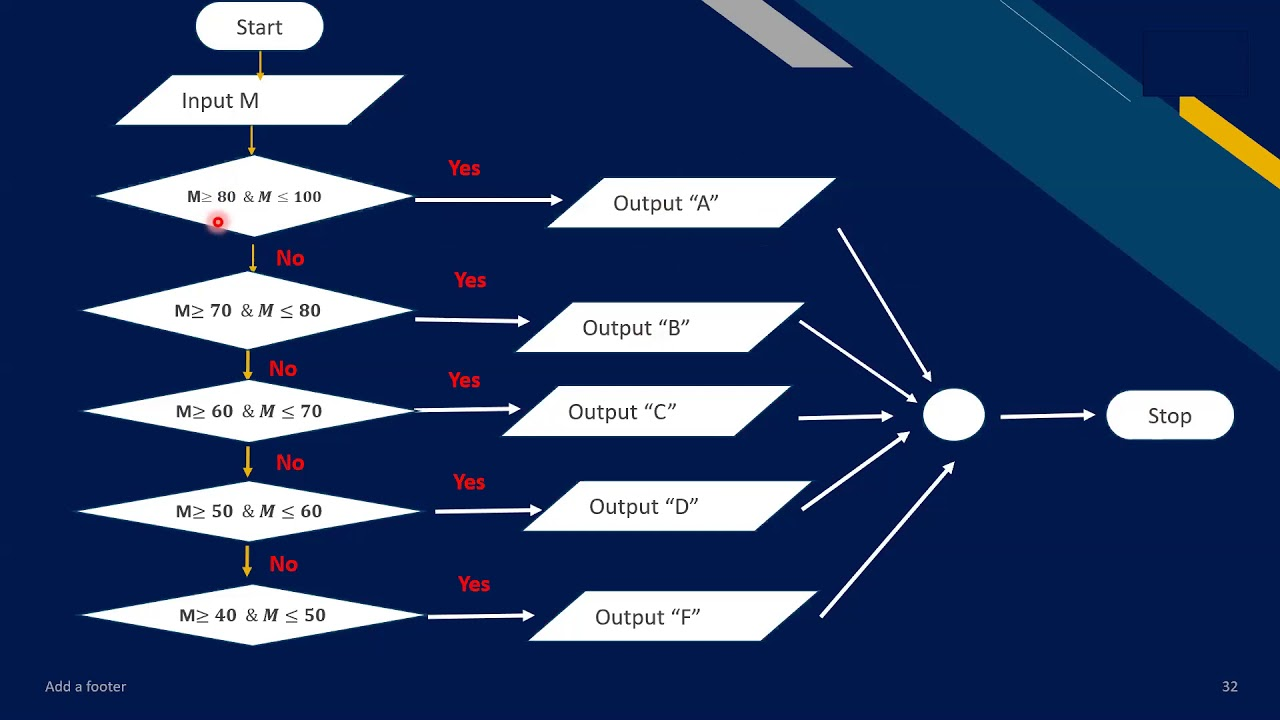 Start
Input M
M≥ 80 & M ≤ 100
Yes
Output “A”
No
M≥ 70 & M ≤ 80
Yes
Output “B”
No
M≥ 60 & M ≤ 70
Yes
Output “C”
Stop
No
M≥ 50 & M ≤ 60
Yes
Output “D”
No
M≥ 40 & M ≤ 50
Yes
Output “F”
Add a footer
32